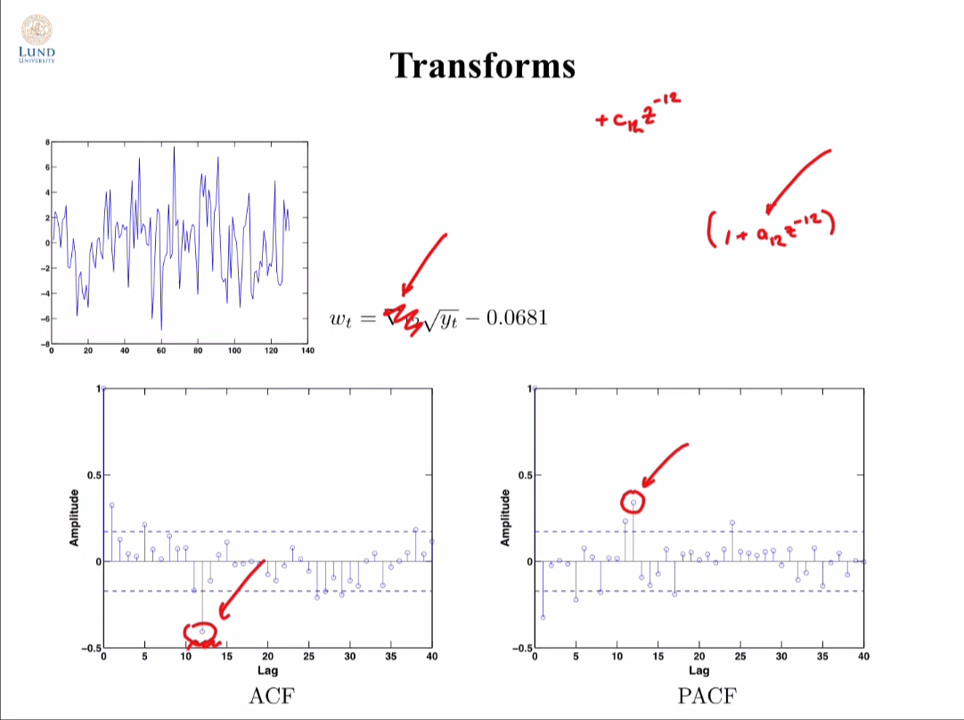 LUND
UNIVERSITY
Transforms
+ c₁₂ z⁻¹²
(1 + a₁₂ z⁻¹²)
8
6
4
2
0
−2
−4
−6
−8
0 20 40 60 80 100 120 140
wₜ = √yₜ − 0.0681
1
0.5
0
−0.5
Amplitude
0 5 10 15 20 25 30 35 40
Lag
ACF
1
0.5
0
−0.5
Amplitude
0 5 10 15 20 25 30 35 40
Lag
PACF